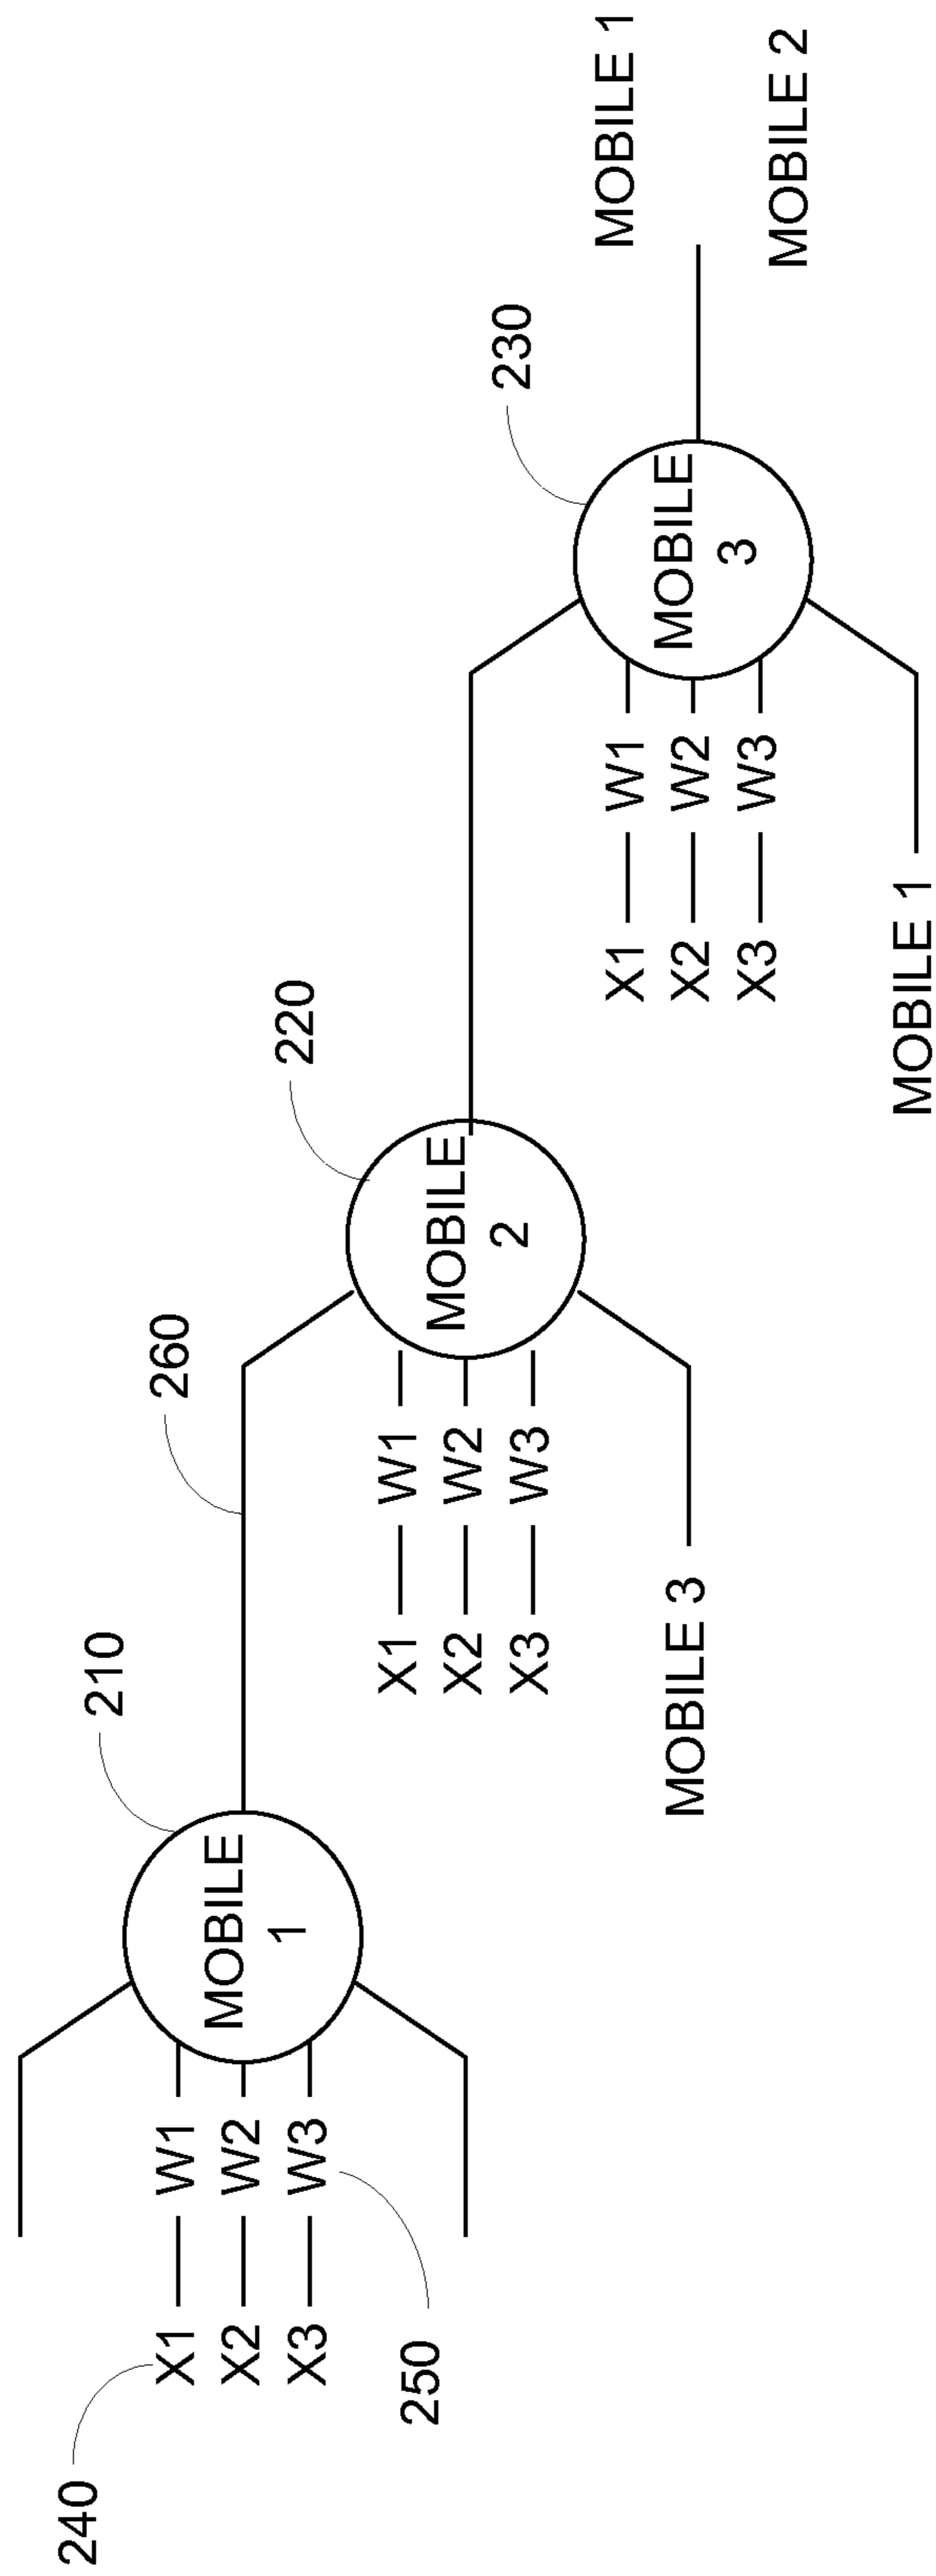 240
X1 W1
X2 W2
X3 W3
250
210
MOBILE
1
260
X1 W1
X2 W2
X3 W3
MOBILE 3
220
MOBILE
2
X1 W1
X2 W2
X3 W3
MOBILE 1
230
MOBILE
3
MOBILE 1
MOBILE 2